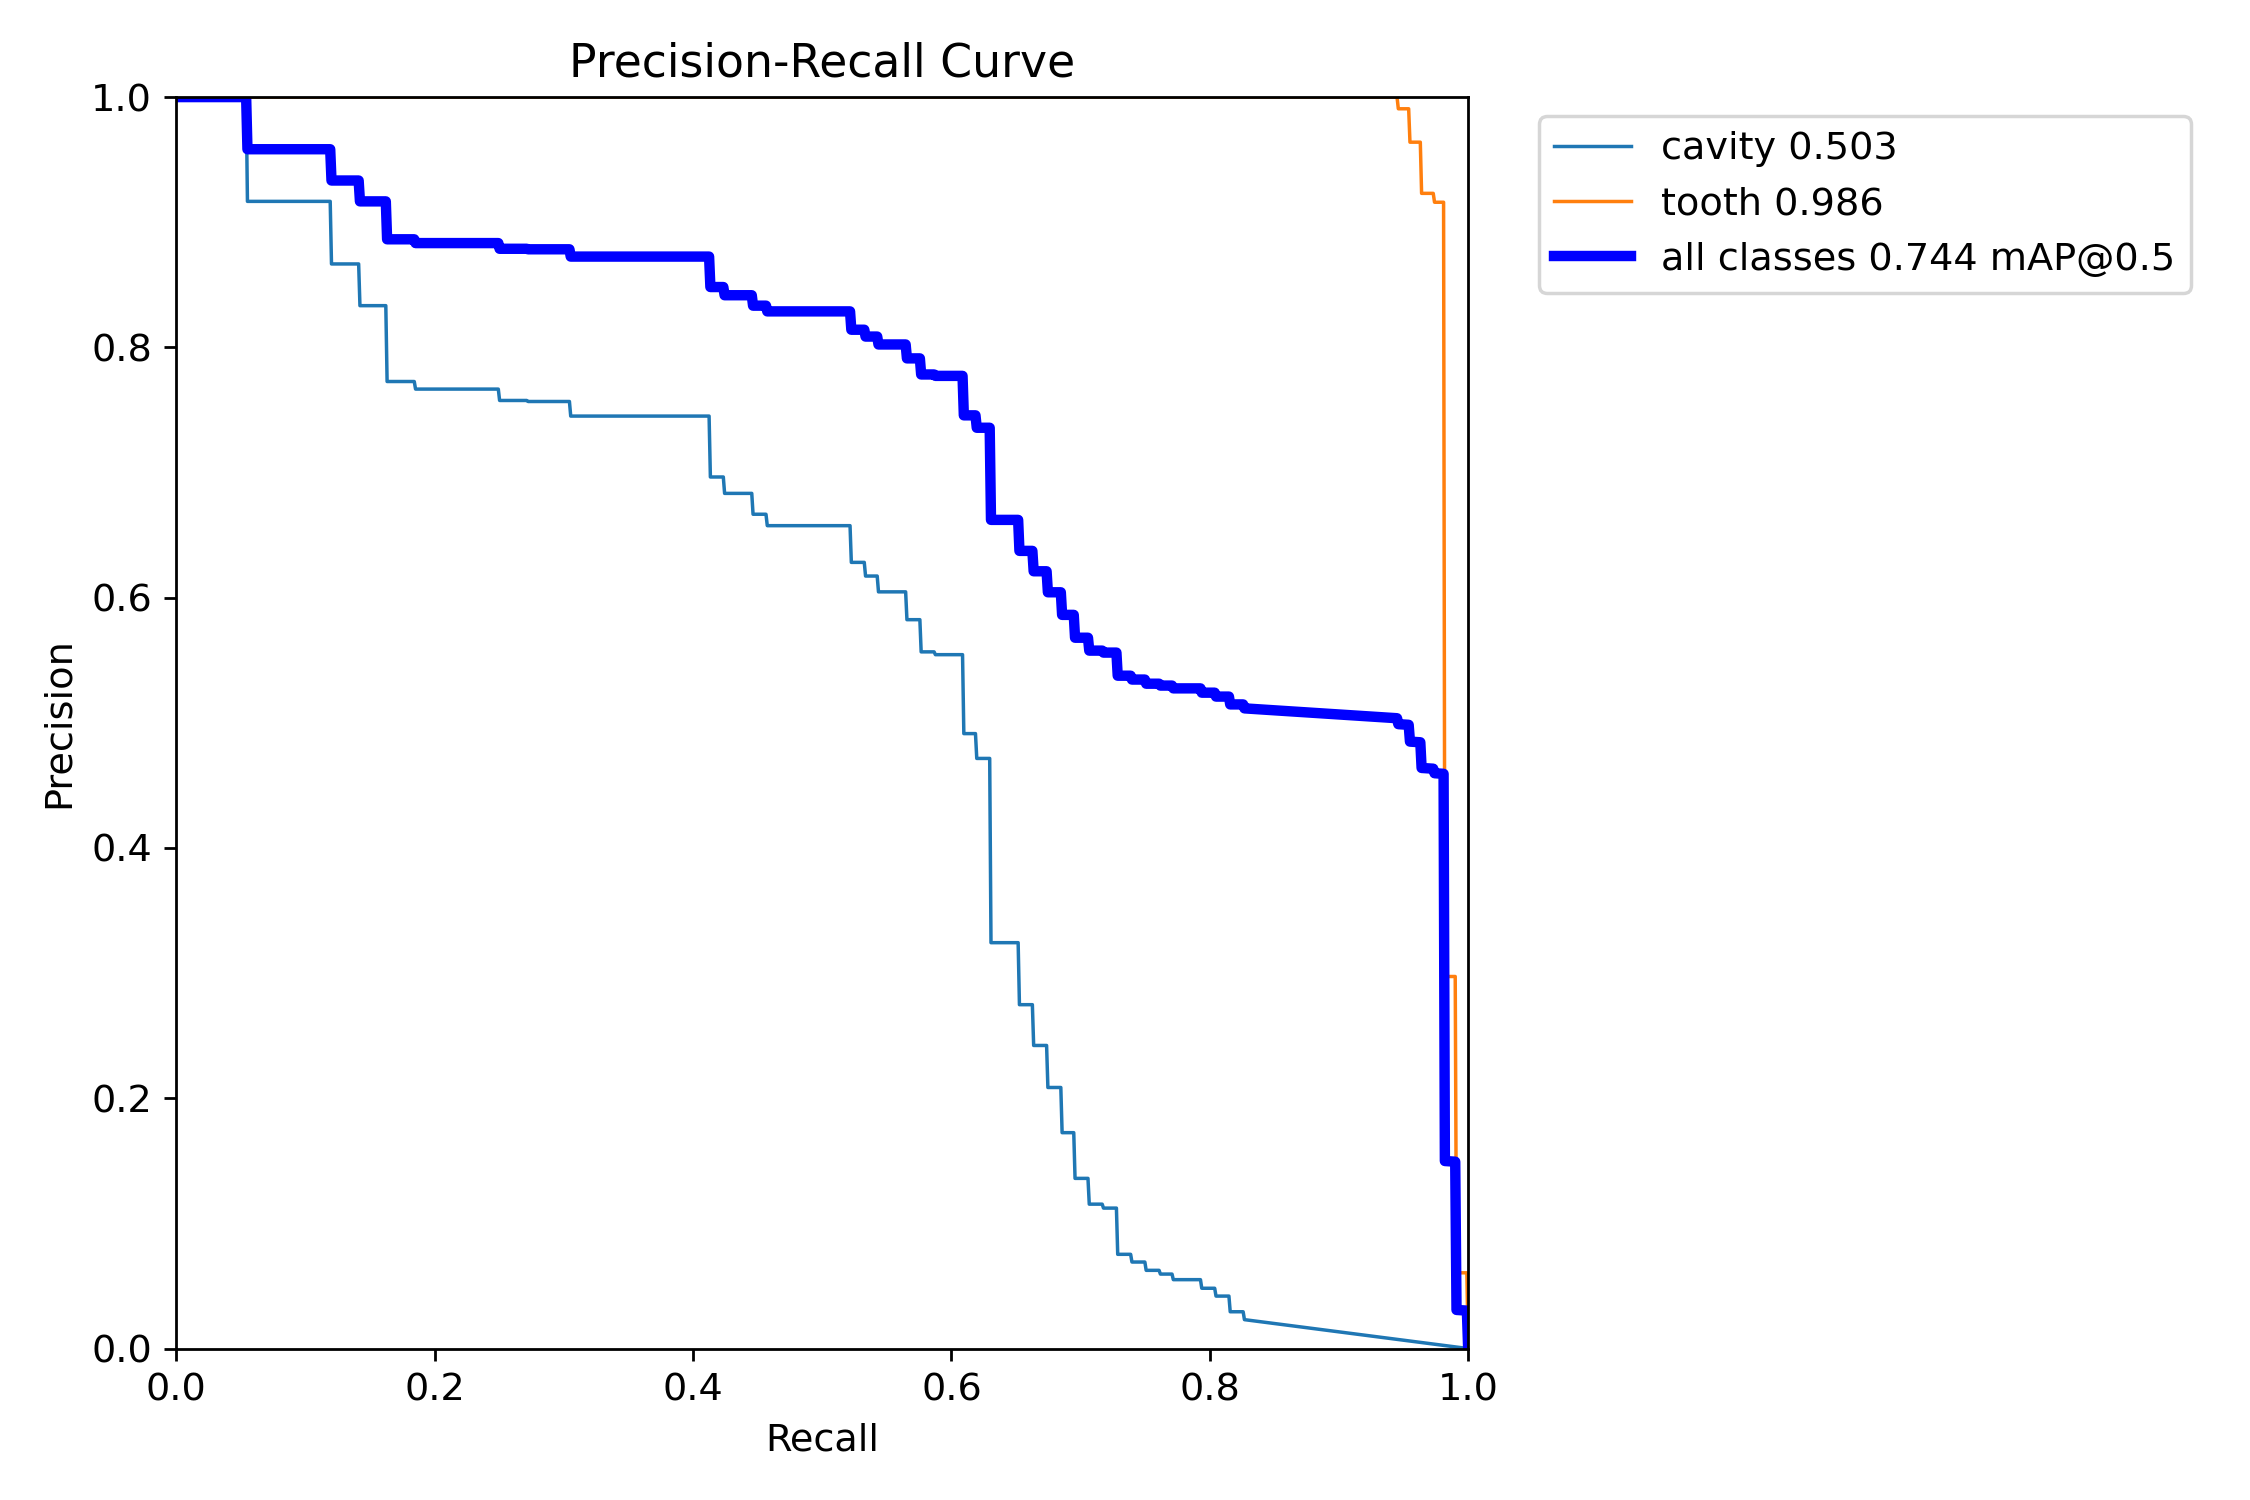 Precision-Recall Curve
1.0
0.8
0.6
0.4
0.2
0.0
Precision
0.0 0.2 0.4 0.6 0.8 1.0
Recall
cavity 0.503
tooth 0.986
all classes 0.744 mAP@0.5